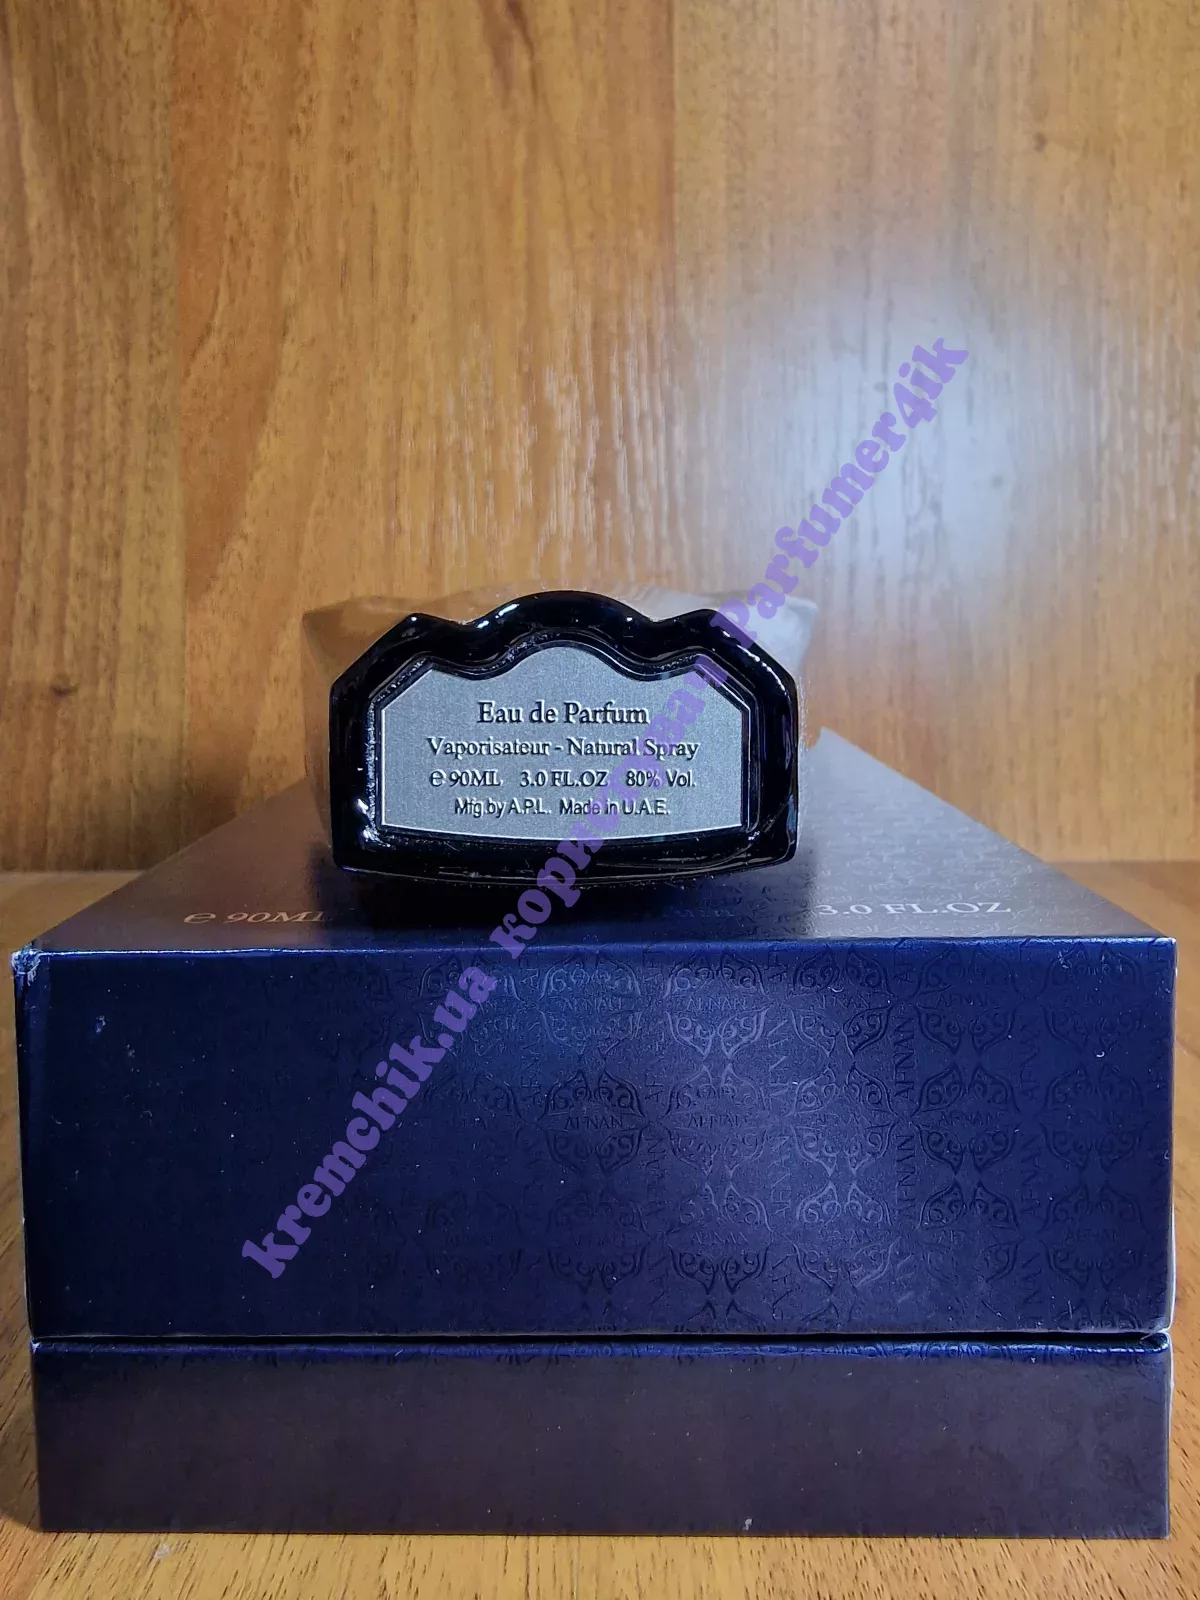 Eau de Parfum
Vaporisateur - Natural Spray
℮ 90ML 3.0 FL.OZ 80% Vol.
Mfg by A.P.L. Made in U.A.E.
℮ 90ML 3.0 FL.OZ
AFNAN
kremchik.ua користувач Parfumer4ik